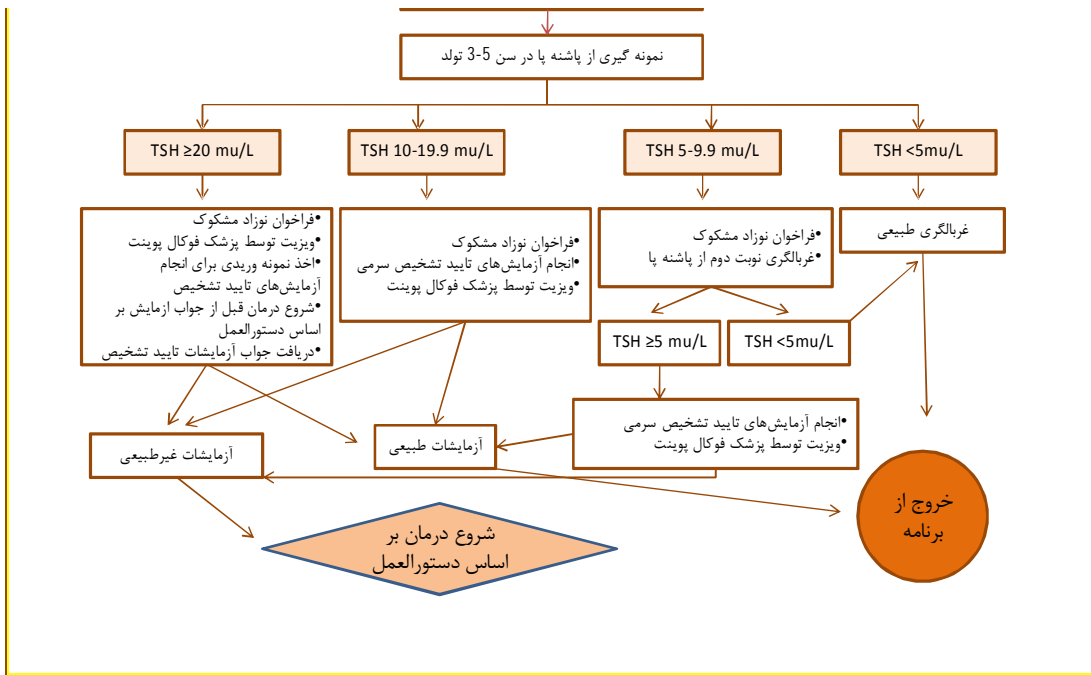 نمونه گیری از پاشنه پا در سن 5-3 تولد
TSH ≥20 mu/L
TSH 10-19.9 mu/L
TSH 5-9.9 mu/L
TSH <5mu/L
•فراخوان نوزاد مشکوک
•ویزیت توسط پزشک فوکال پوینت
•اخذ نمونه وریدی برای انجام
آزمایش‌های تایید تشخیص
•شروع درمان قبل از جواب ازمایش بر
اساس دستورالعمل
•دریافت جواب آزمایشات تایید تشخیص
•فراخوان نوزاد مشکوک
•انجام آزمایش‌های تایید تشخیص سرمی
•ویزیت توسط پزشک فوکال پوینت
•فراخوان نوزاد مشکوک
•غربالگری نوبت دوم از پاشنه پا
غربالگری طبیعی
TSH ≥5 mu/L
TSH <5mu/L
•انجام آزمایش‌های تایید تشخیص سرمی
•ویزیت توسط پزشک فوکال پوینت
آزمایشات غیرطبیعی
آزمایشات طبیعی
خروج از
برنامه
شروع درمان بر
اساس دستورالعمل